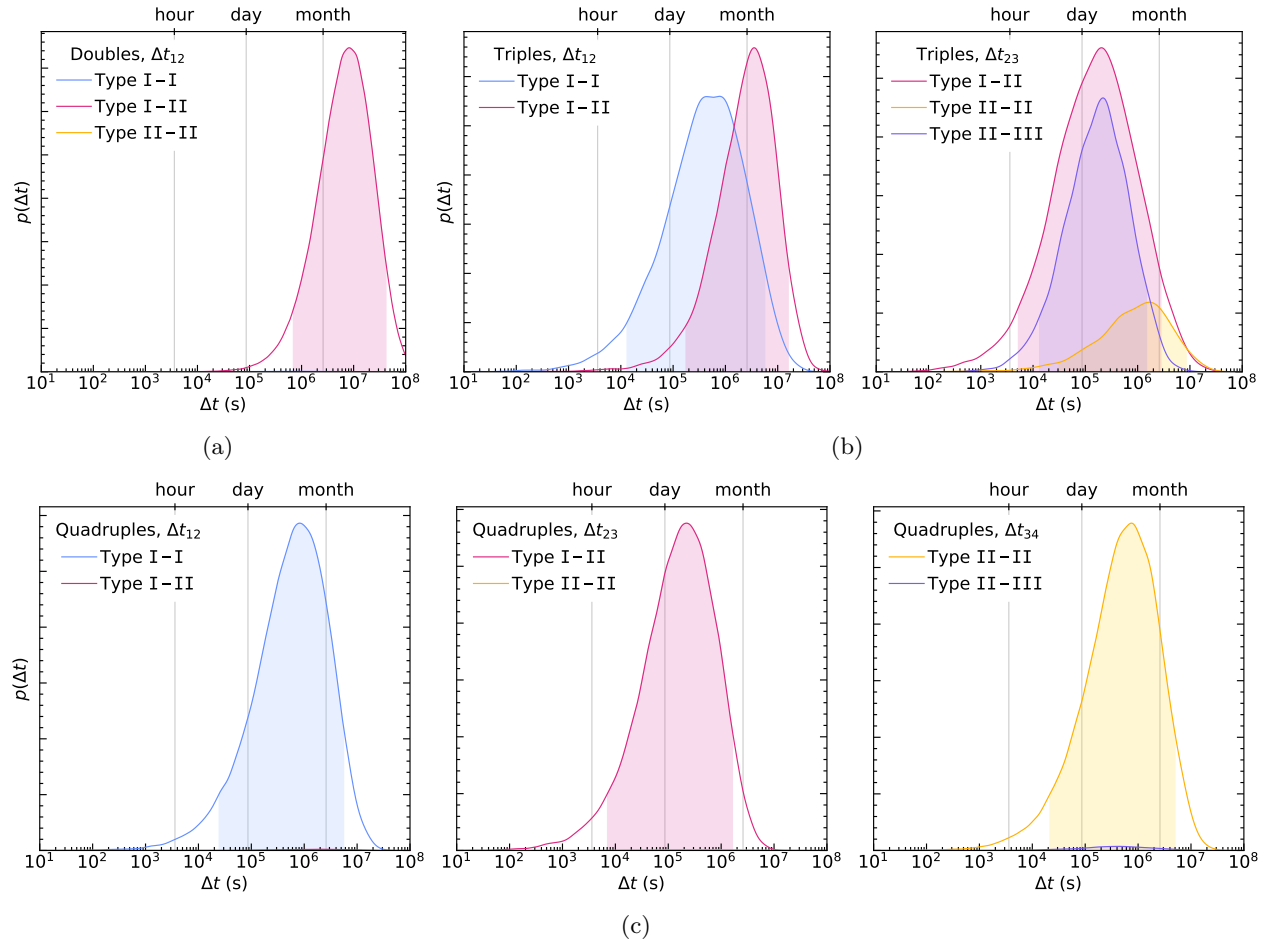 hour day month
Doubles, Δt₁₂
Type I-I
Type I-II
Type II-II
10¹ 10² 10³ 10⁴ 10⁵ 10⁶ 10⁷ 10⁸
Δt (s)
(a)
hour day month
Triples, Δt₁₂
Type I-I
Type I-II
p(Δt)
10¹ 10² 10³ 10⁴ 10⁵ 10⁶ 10⁷ 10⁸
Δt (s)
hour day month
Triples, Δt₂₃
Type I-II
Type II-II
Type II-III
10¹ 10² 10³ 10⁴ 10⁵ 10⁶ 10⁷ 10⁸
Δt (s)
(b)
hour day month
Quadruples, Δt₁₂
Type I-I
Type I-II
p(Δt)
10¹ 10² 10³ 10⁴ 10⁵ 10⁶ 10⁷ 10⁸
Δt (s)
hour day month
Quadruples, Δt₂₃
Type I-II
Type II-II
10¹ 10² 10³ 10⁴ 10⁵ 10⁶ 10⁷ 10⁸
Δt (s)
hour day month
Quadruples, Δt₃₄
Type II-II
Type II-III
10¹ 10² 10³ 10⁴ 10⁵ 10⁶ 10⁷ 10⁸
Δt (s)
(c)